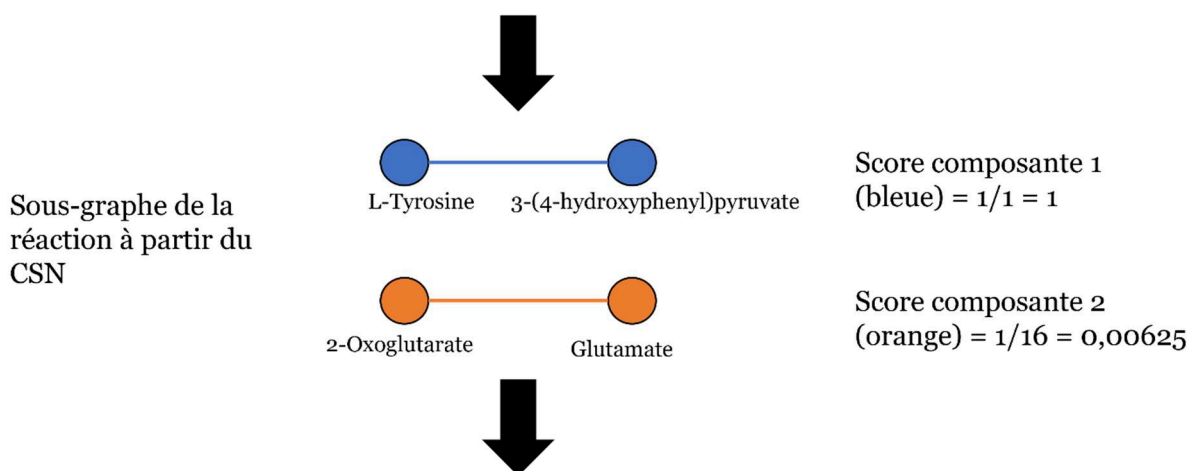 L-Tyrosine
3-(4-hydroxyphenyl)pyruvate
Score composante 1
(bleue) = 1/1 = 1
Sous-graphe de la
réaction à partir du
CSN
2-Oxoglutarate
Glutamate
Score composante 2
(orange) = 1/16 = 0,00625